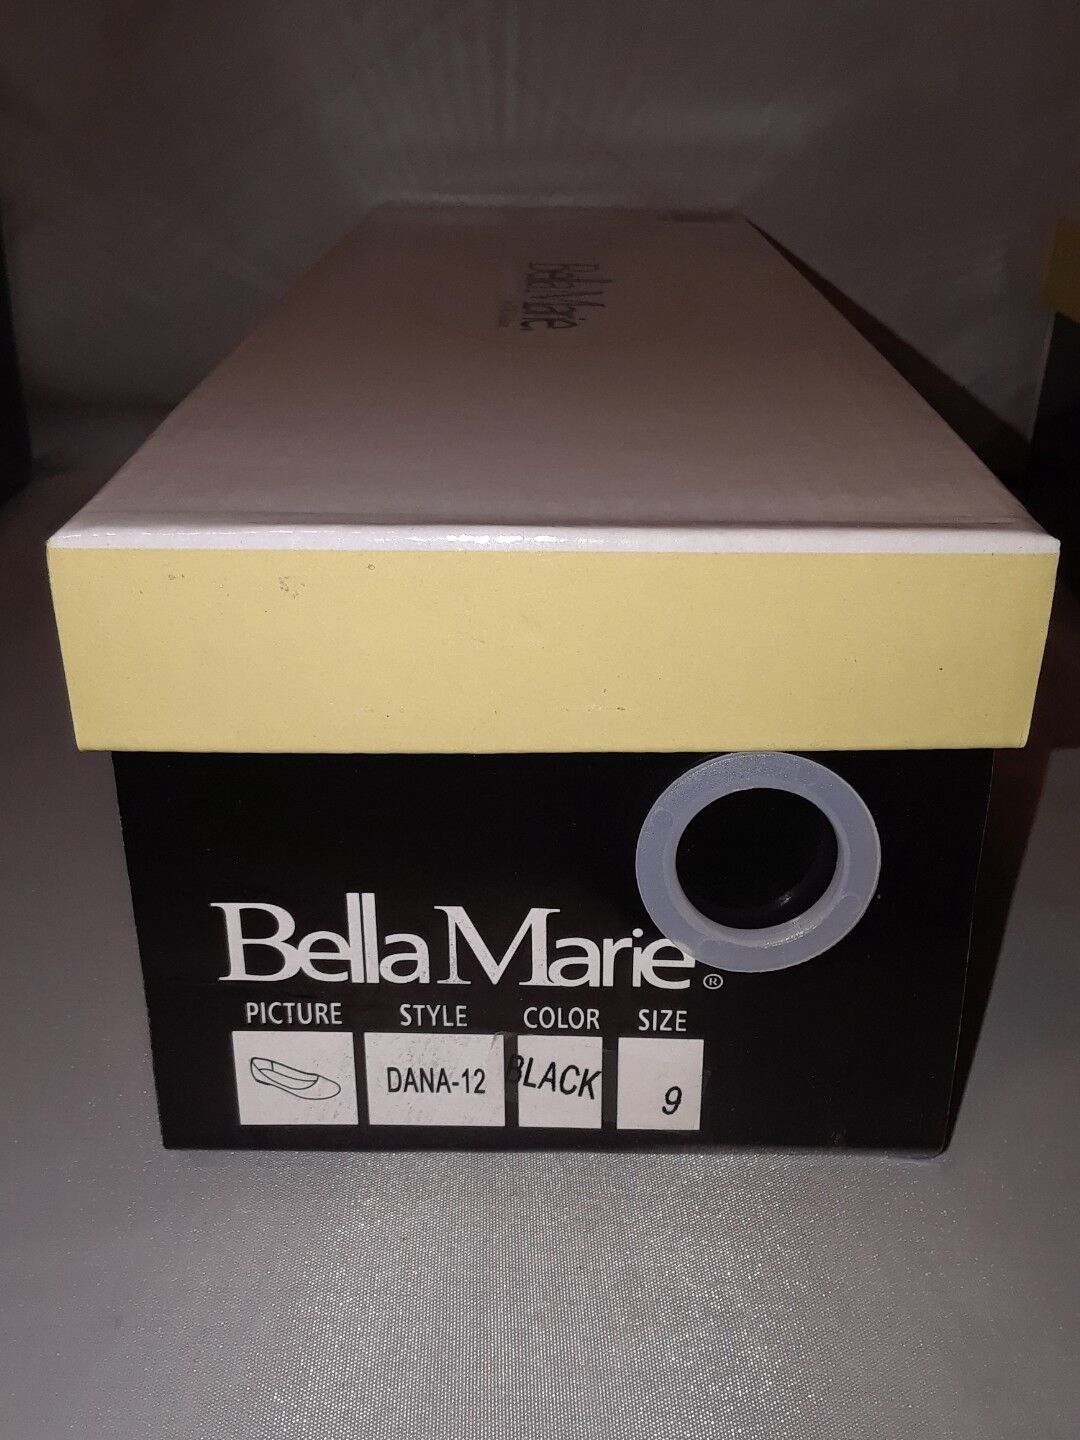 Bella Marie
Bella Marie®
PICTURE STYLE COLOR SIZE
DANA-12 BLACK 9